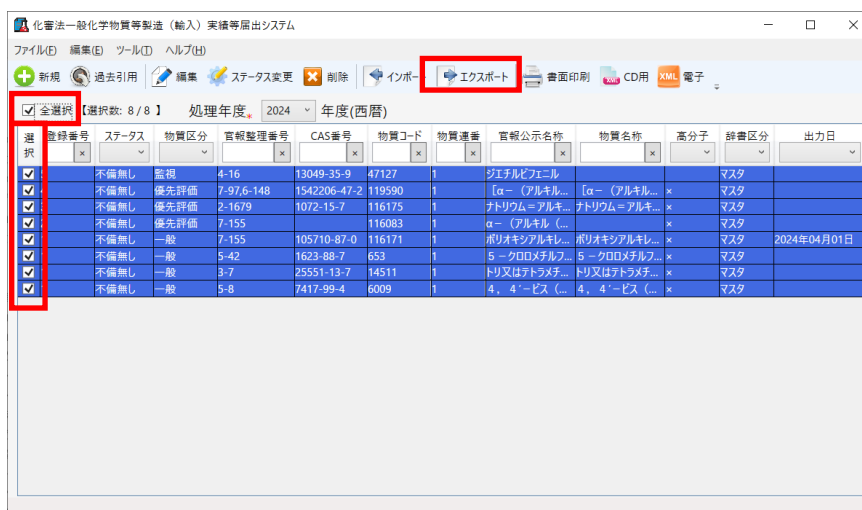 化審法一般化学物質等製造（輸入）実績等届出システム
ファイル(F) 編集(E) ツール(T) ヘルプ(H)
新規 過去引用 編集 ステータス変更 削除 インポー エクスポート 書面印刷 CD用 XML 電子
全選択 【選択数: 8 / 8 】 処理年度* 2024 年度(西暦)
選択 登録番号 ステータス 物質区分 官報整理番号 CAS番号 物質コード 物質連番 官報公示名称 物質名称 高分子 辞書区分 出力日
不備無し 監視 4-16 13049-35-9 47127 1 ジエチルビフェニル マスタ
不備無し 優先評価 7-97,6-148 1542206-47-2 119590 1 [α－（アルキル... [α－（アルキル... × マスタ
不備無し 優先評価 2-1679 1072-15-7 116175 1 ナトリウム＝アルキ... ナトリウム＝アルキ... × マスタ
不備無し 優先評価 7-155 116083 1 α－（アルキル（... × マスタ
不備無し 一般 7-155 105710-87-0 116171 1 ポリオキシアルキレ... ポリオキシアルキレ... × マスタ 2024年04月01日
不備無し 一般 5-42 1623-88-7 653 1 5－クロロメチルフ... 5－クロロメチルフ... × マスタ
不備無し 一般 3-7 25551-13-7 14511 1 トリ又はテトラメチ... トリ又はテトラメチ... × マスタ
不備無し 一般 5-8 7417-99-4 6009 1 4，4´－ビス（... 4，4´－ビス（... × マスタ